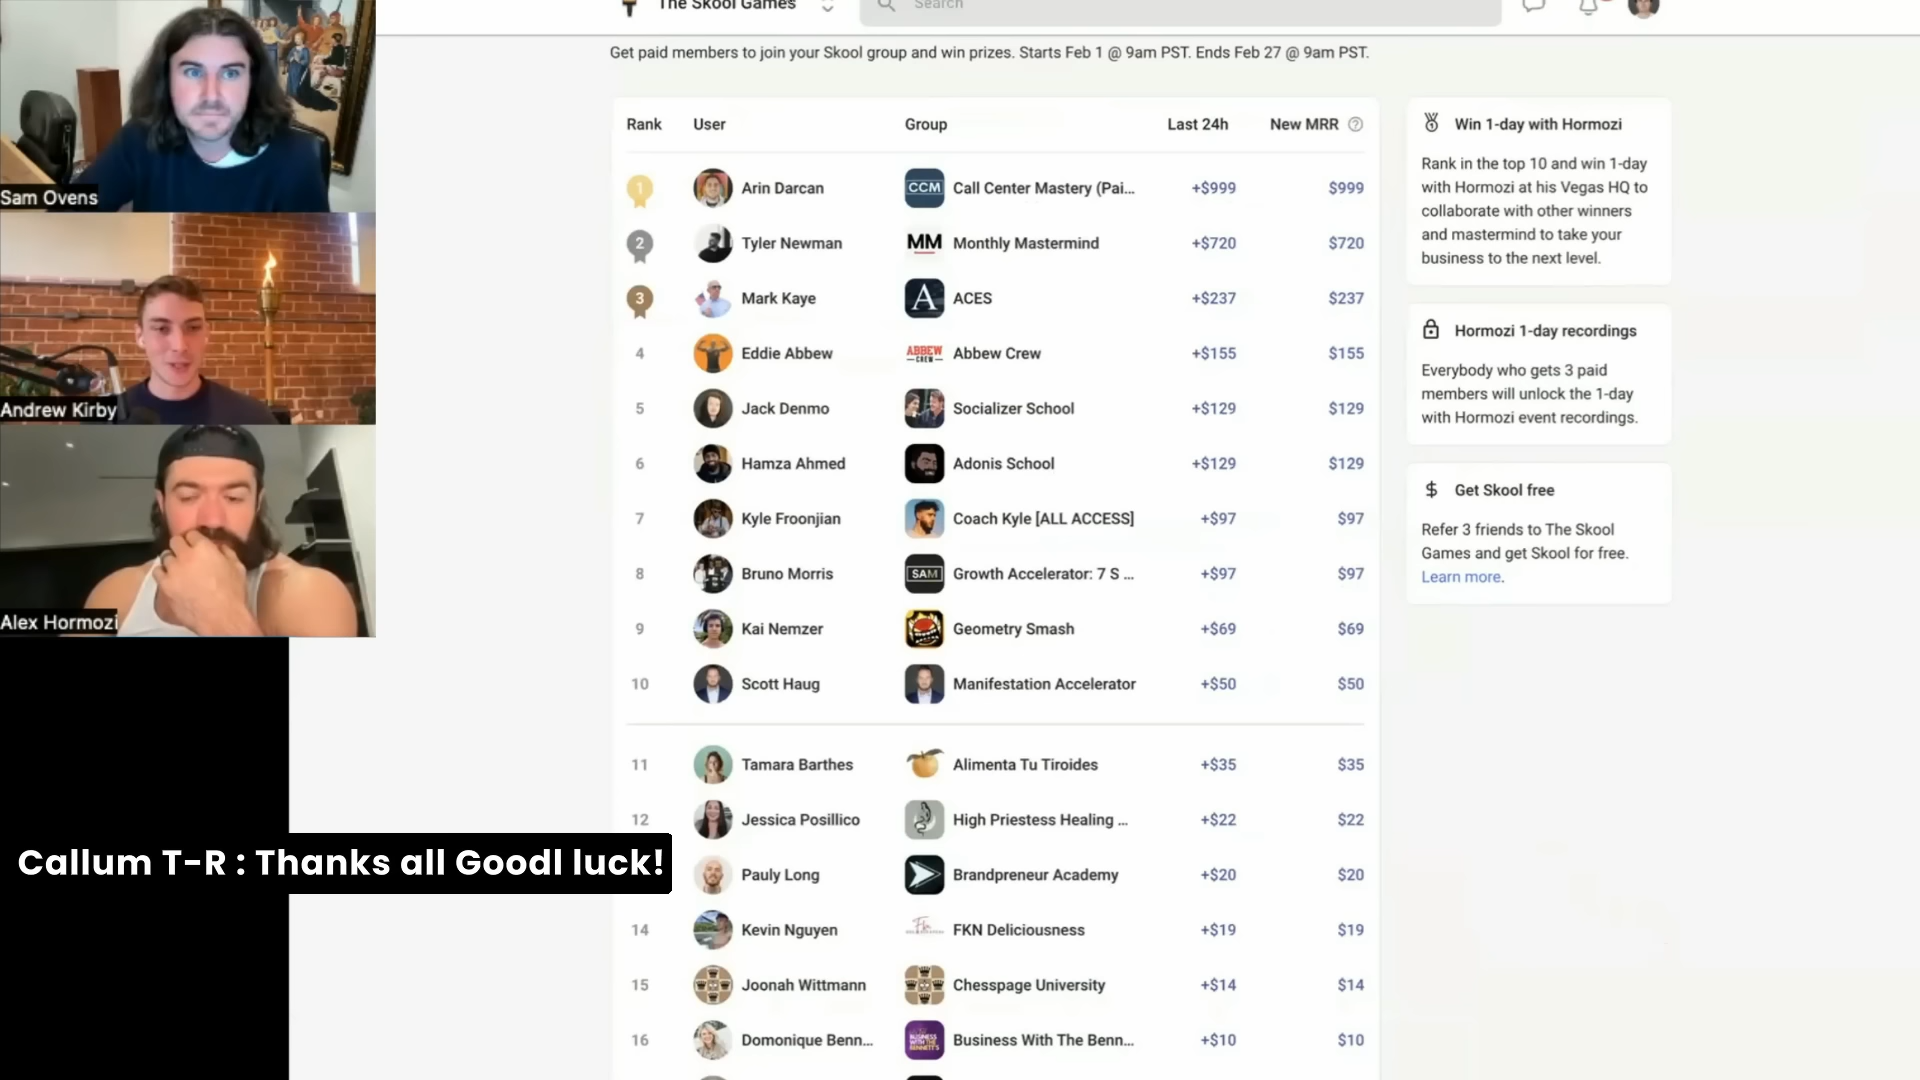 The Skool Games
Search
Get paid members to join your Skool group and win prizes. Starts Feb 1 @ 9am PST. Ends Feb 27 @ 9am PST.
Sam Ovens
Andrew Kirby
Alex Hormozi
Rank User Group Last 24h New MRR ?
1 Arin Darcan CCM Call Center Mastery (Pai... +$999 $999
2 Tyler Newman MM Monthly Mastermind +$720 $720
3 Mark Kaye A ACES +$237 $237
4 Eddie Abbew ABBEW CREW Abbew Crew +$155 $155
5 Jack Denmo Socializer School +$129 $129
6 Hamza Ahmed Adonis School +$129 $129
7 Kyle Froonjian Coach Kyle [ALL ACCESS] +$97 $97
8 Bruno Morris SAM Growth Accelerator: 7 S ... +$97 $97
9 Kai Nemzer Geometry Smash +$69 $69
10 Scott Haug Manifestation Accelerator +$50 $50
11 Tamara Barthes Alimenta Tu Tiroides +$35 $35
12 Jessica Posillico High Priestess Healing ... +$22 $22
Pauly Long Brandpreneur Academy +$20 $20
14 Kevin Nguyen FKN Deliciousness +$19 $19
15 Joonah Wittmann Chesspage University +$14 $14
16 Domonique Benn... BUSINESS WITH THE BENNETT'S Business With The Benn... +$10 $10
Callum T-R : Thanks all Goodl luck!
Win 1-day with Hormozi
Rank in the top 10 and win 1-day
with Hormozi at his Vegas HQ to
collaborate with other winners
and mastermind to take your
business to the next level.
Hormozi 1-day recordings
Everybody who gets 3 paid
members will unlock the 1-day
with Hormozi event recordings.
$ Get Skool free
Refer 3 friends to The Skool
Games and get Skool for free.
Learn more.